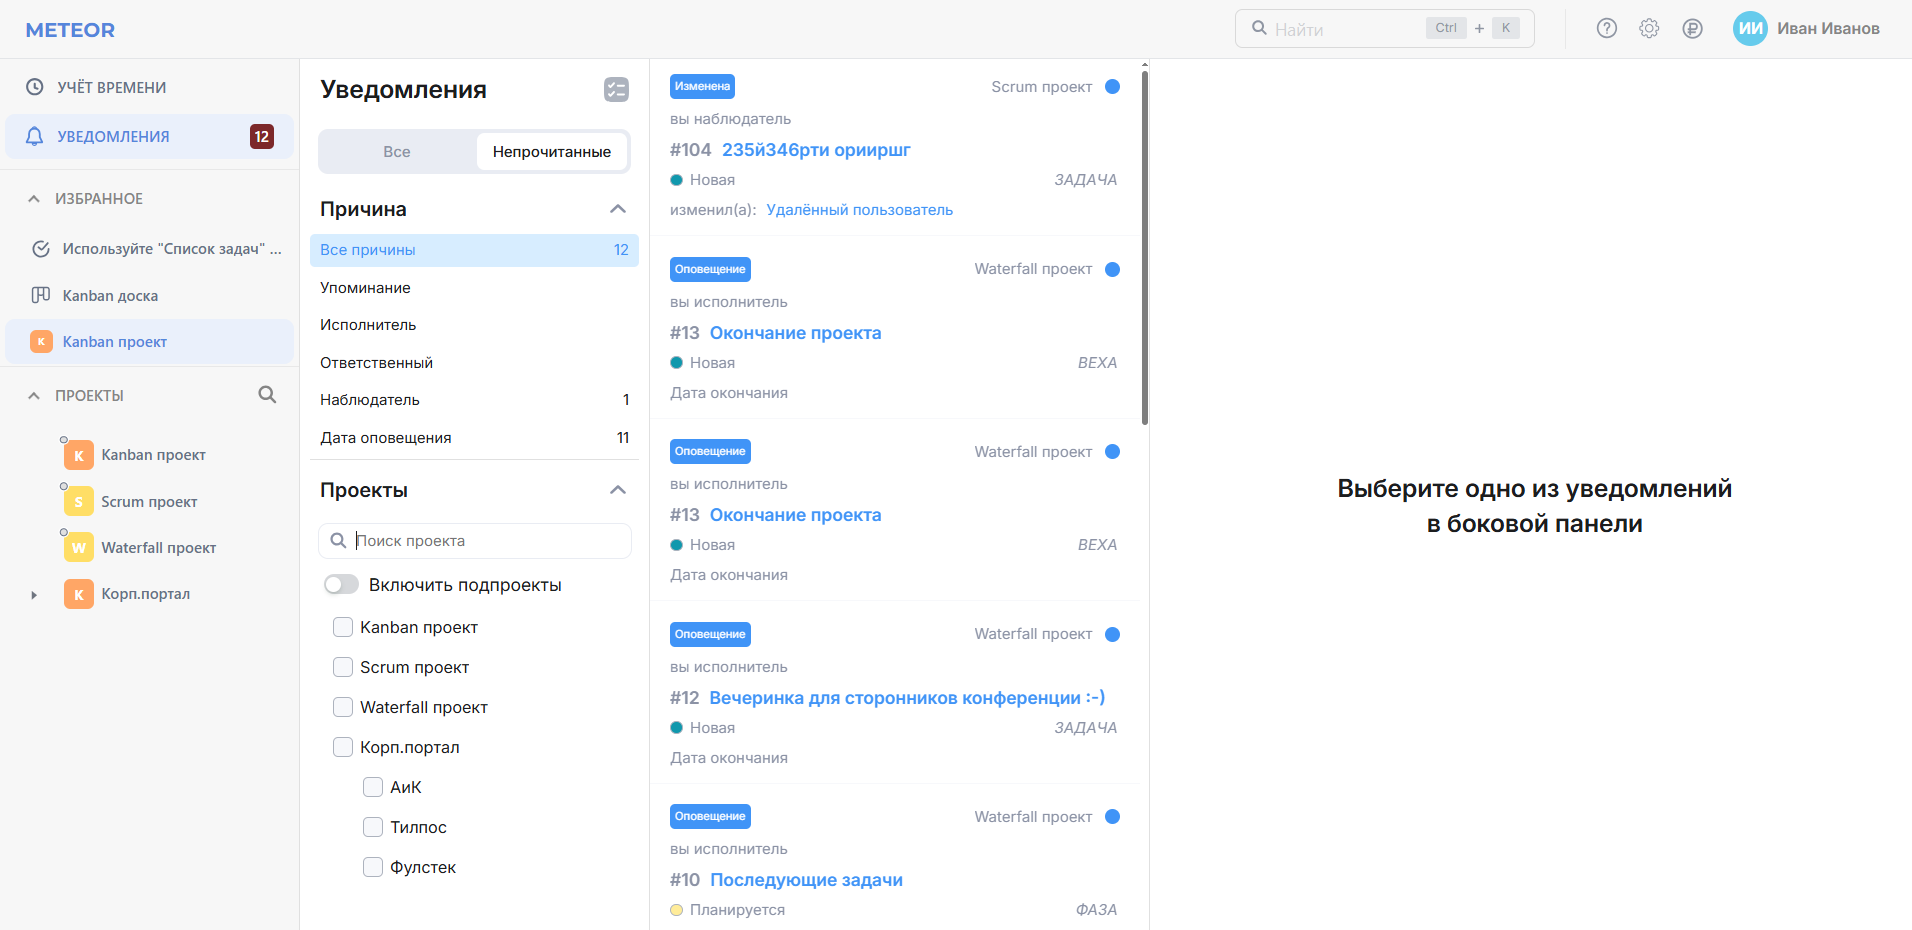 METEOR
Найти
Ctrl + K
ИИ Иван Иванов
УЧЁТ ВРЕМЕНИ
УВЕДОМЛЕНИЯ 12
ИЗБРАННОЕ
Используйте "Список задач" ...
Kanban доска
K Kanban проект
ПРОЕКТЫ
K Kanban проект
S Scrum проект
W Waterfall проект
К Корп.портал
Уведомления
Все Непрочитанные
Причина
Все причины 12
Упоминание
Исполнитель
Ответственный
Наблюдатель 1
Дата оповещения 11
Проекты
Поиск проекта
Включить подпроекты
Kanban проект
Scrum проект
Waterfall проект
Корп.портал
АиК
Тилпос
Фулстек
Изменена Scrum проект
вы наблюдатель
#104 235й346рти орииршг
Новая ЗАДАЧА
изменил(а): Удалённый пользователь
Оповещение Waterfall проект
вы исполнитель
#13 Окончание проекта
Новая ВЕХА
Дата окончания
Оповещение Waterfall проект
вы исполнитель
#13 Окончание проекта
Новая ВЕХА
Дата окончания
Оповещение Waterfall проект
вы исполнитель
#12 Вечеринка для сторонников конференции :-)
Новая ЗАДАЧА
Дата окончания
Оповещение Waterfall проект
вы исполнитель
#10 Последующие задачи
Планируется ФАЗА
Выберите одно из уведомлений
в боковой панели